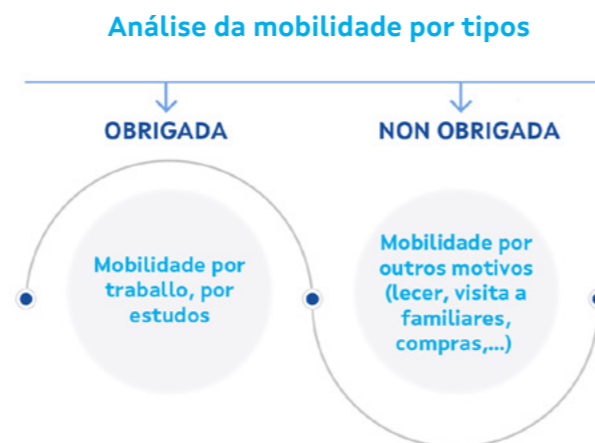 Análise da mobilidade por tipos
OBRIGADA
NON OBRIGADA
Mobilidade por
traballo, por
estudos
Mobilidade por
outros motivos
(lecer, visita a
familiares,
compras,...)